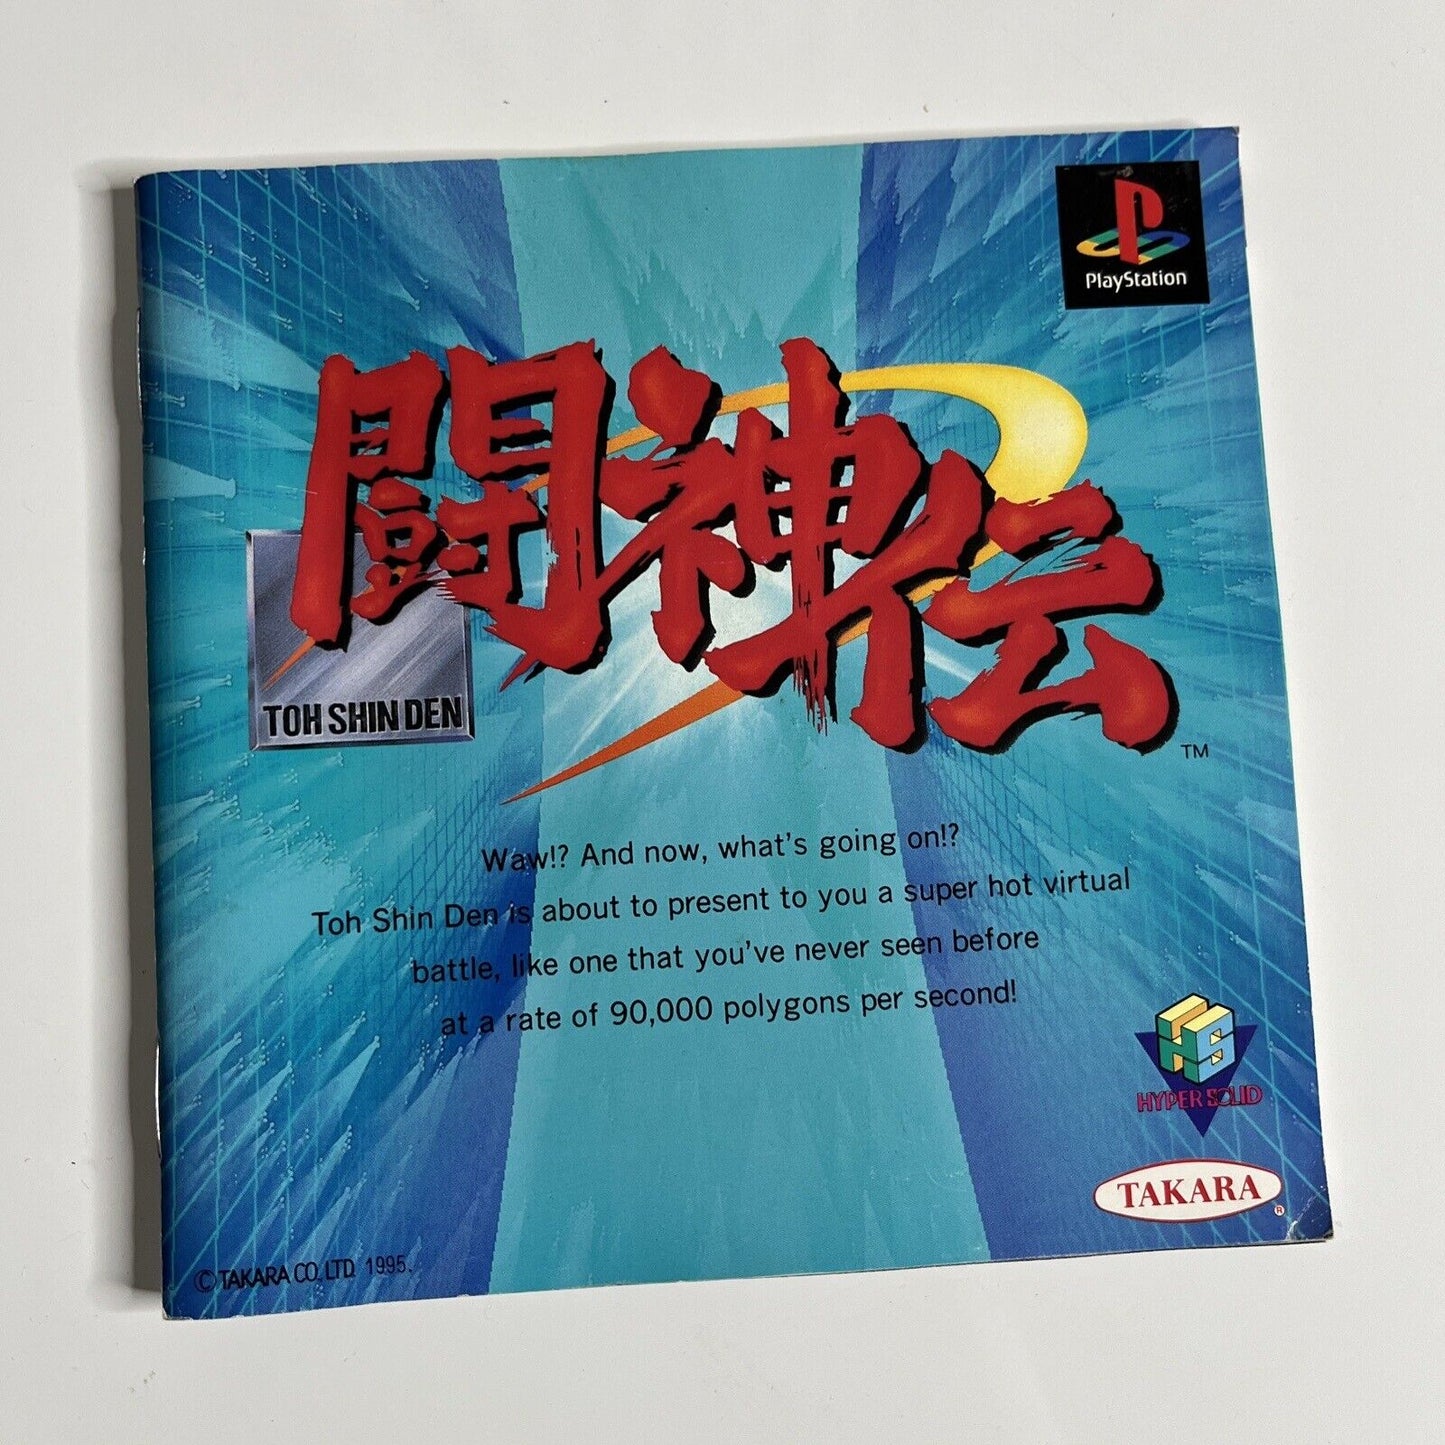 PlayStation
闘神伝
TOH SHIN DEN
TM
Waw!? And now, what's going on!?
Toh Shin Den is about to present to you a super hot virtual
battle, like one that you've never seen before
at a rate of 90,000 polygons per second!
HS
HYPER SOLID
TAKARA
®
©TAKARA CO.,LTD. 1995.